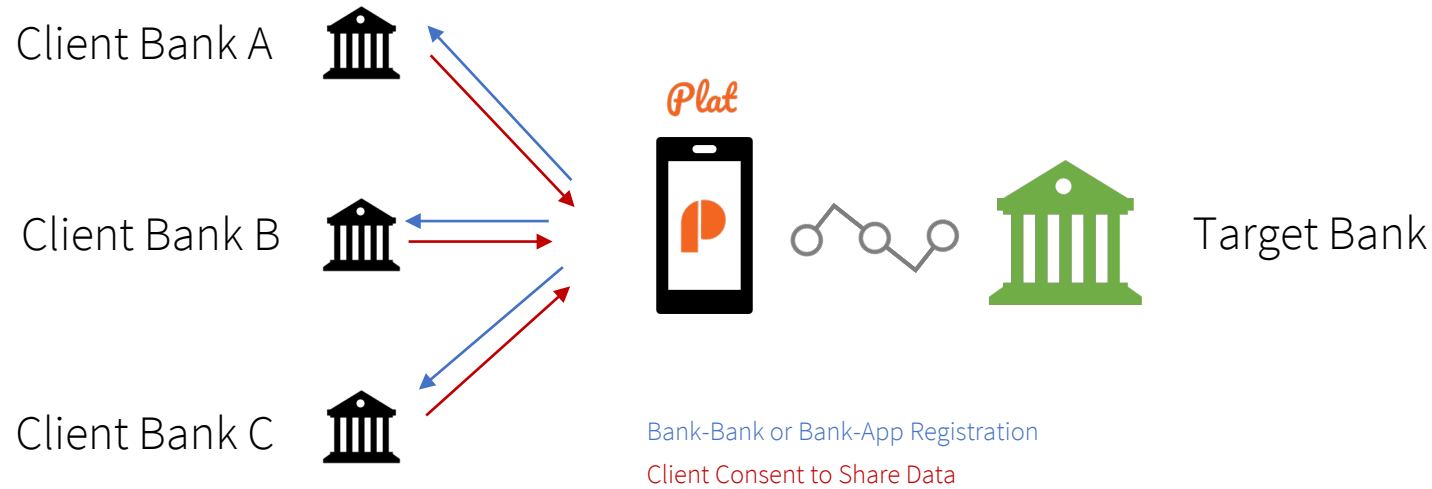 Client Bank A
Plat
Client Bank B
Target Bank
Client Bank C
Bank-Bank or Bank-App Registration
Client Consent to Share Data